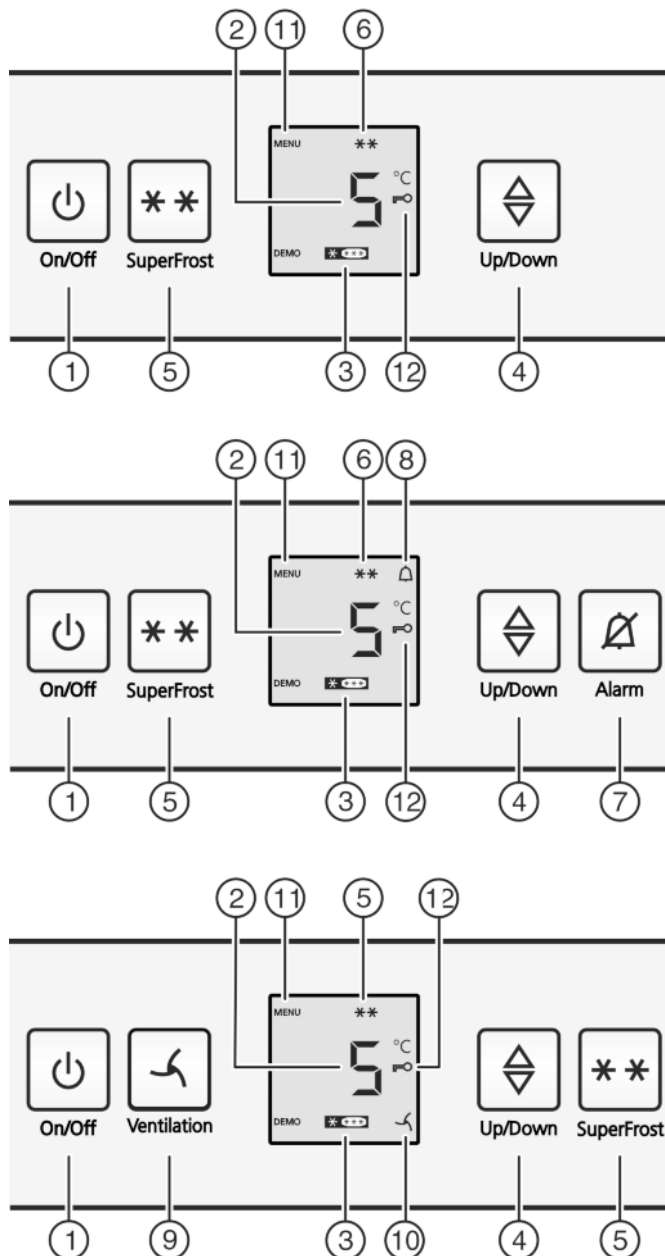 2 11 6
MENU
5 °C
DEMO
On/Off SuperFrost Up/Down
1 5 3 12 4
2 11 6 8
MENU
5 °C
DEMO
On/Off SuperFrost Up/Down Alarm
1 5 3 12 4 7
2 11 5 12
MENU
5 °C
DEMO
On/Off Ventilation Up/Down SuperFrost
1 9 3 10 4 5